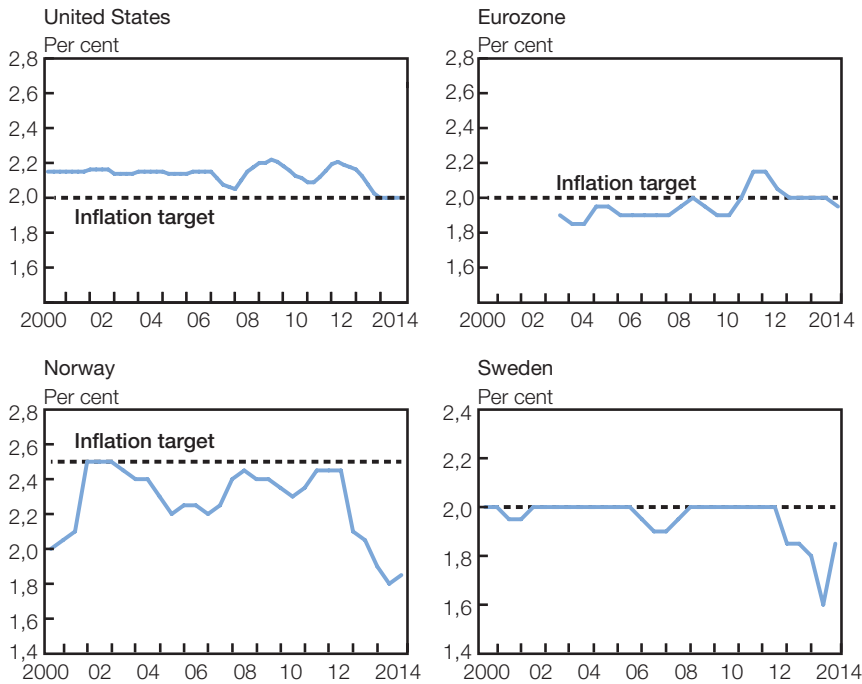 United States
Per cent
2,8
2,6
2,4
2,2
2,0
1,8
1,6
Inflation target
2000 02 04 06 08 10 12 2014
Eurozone
Per cent
2,8
2,6
2,4
2,2
2,0
1,8
1,6
Inflation target
2000 02 04 06 08 10 12 2014
Norway
Per cent
2,8
2,6
2,4
2,2
2,0
1,8
1,6
1,4
Inflation target
2000 02 04 06 08 10 12 2014
Sweden
Per cent
2,4
2,2
2,0
1,8
1,6
1,4
2000 02 04 06 08 10 12 2014